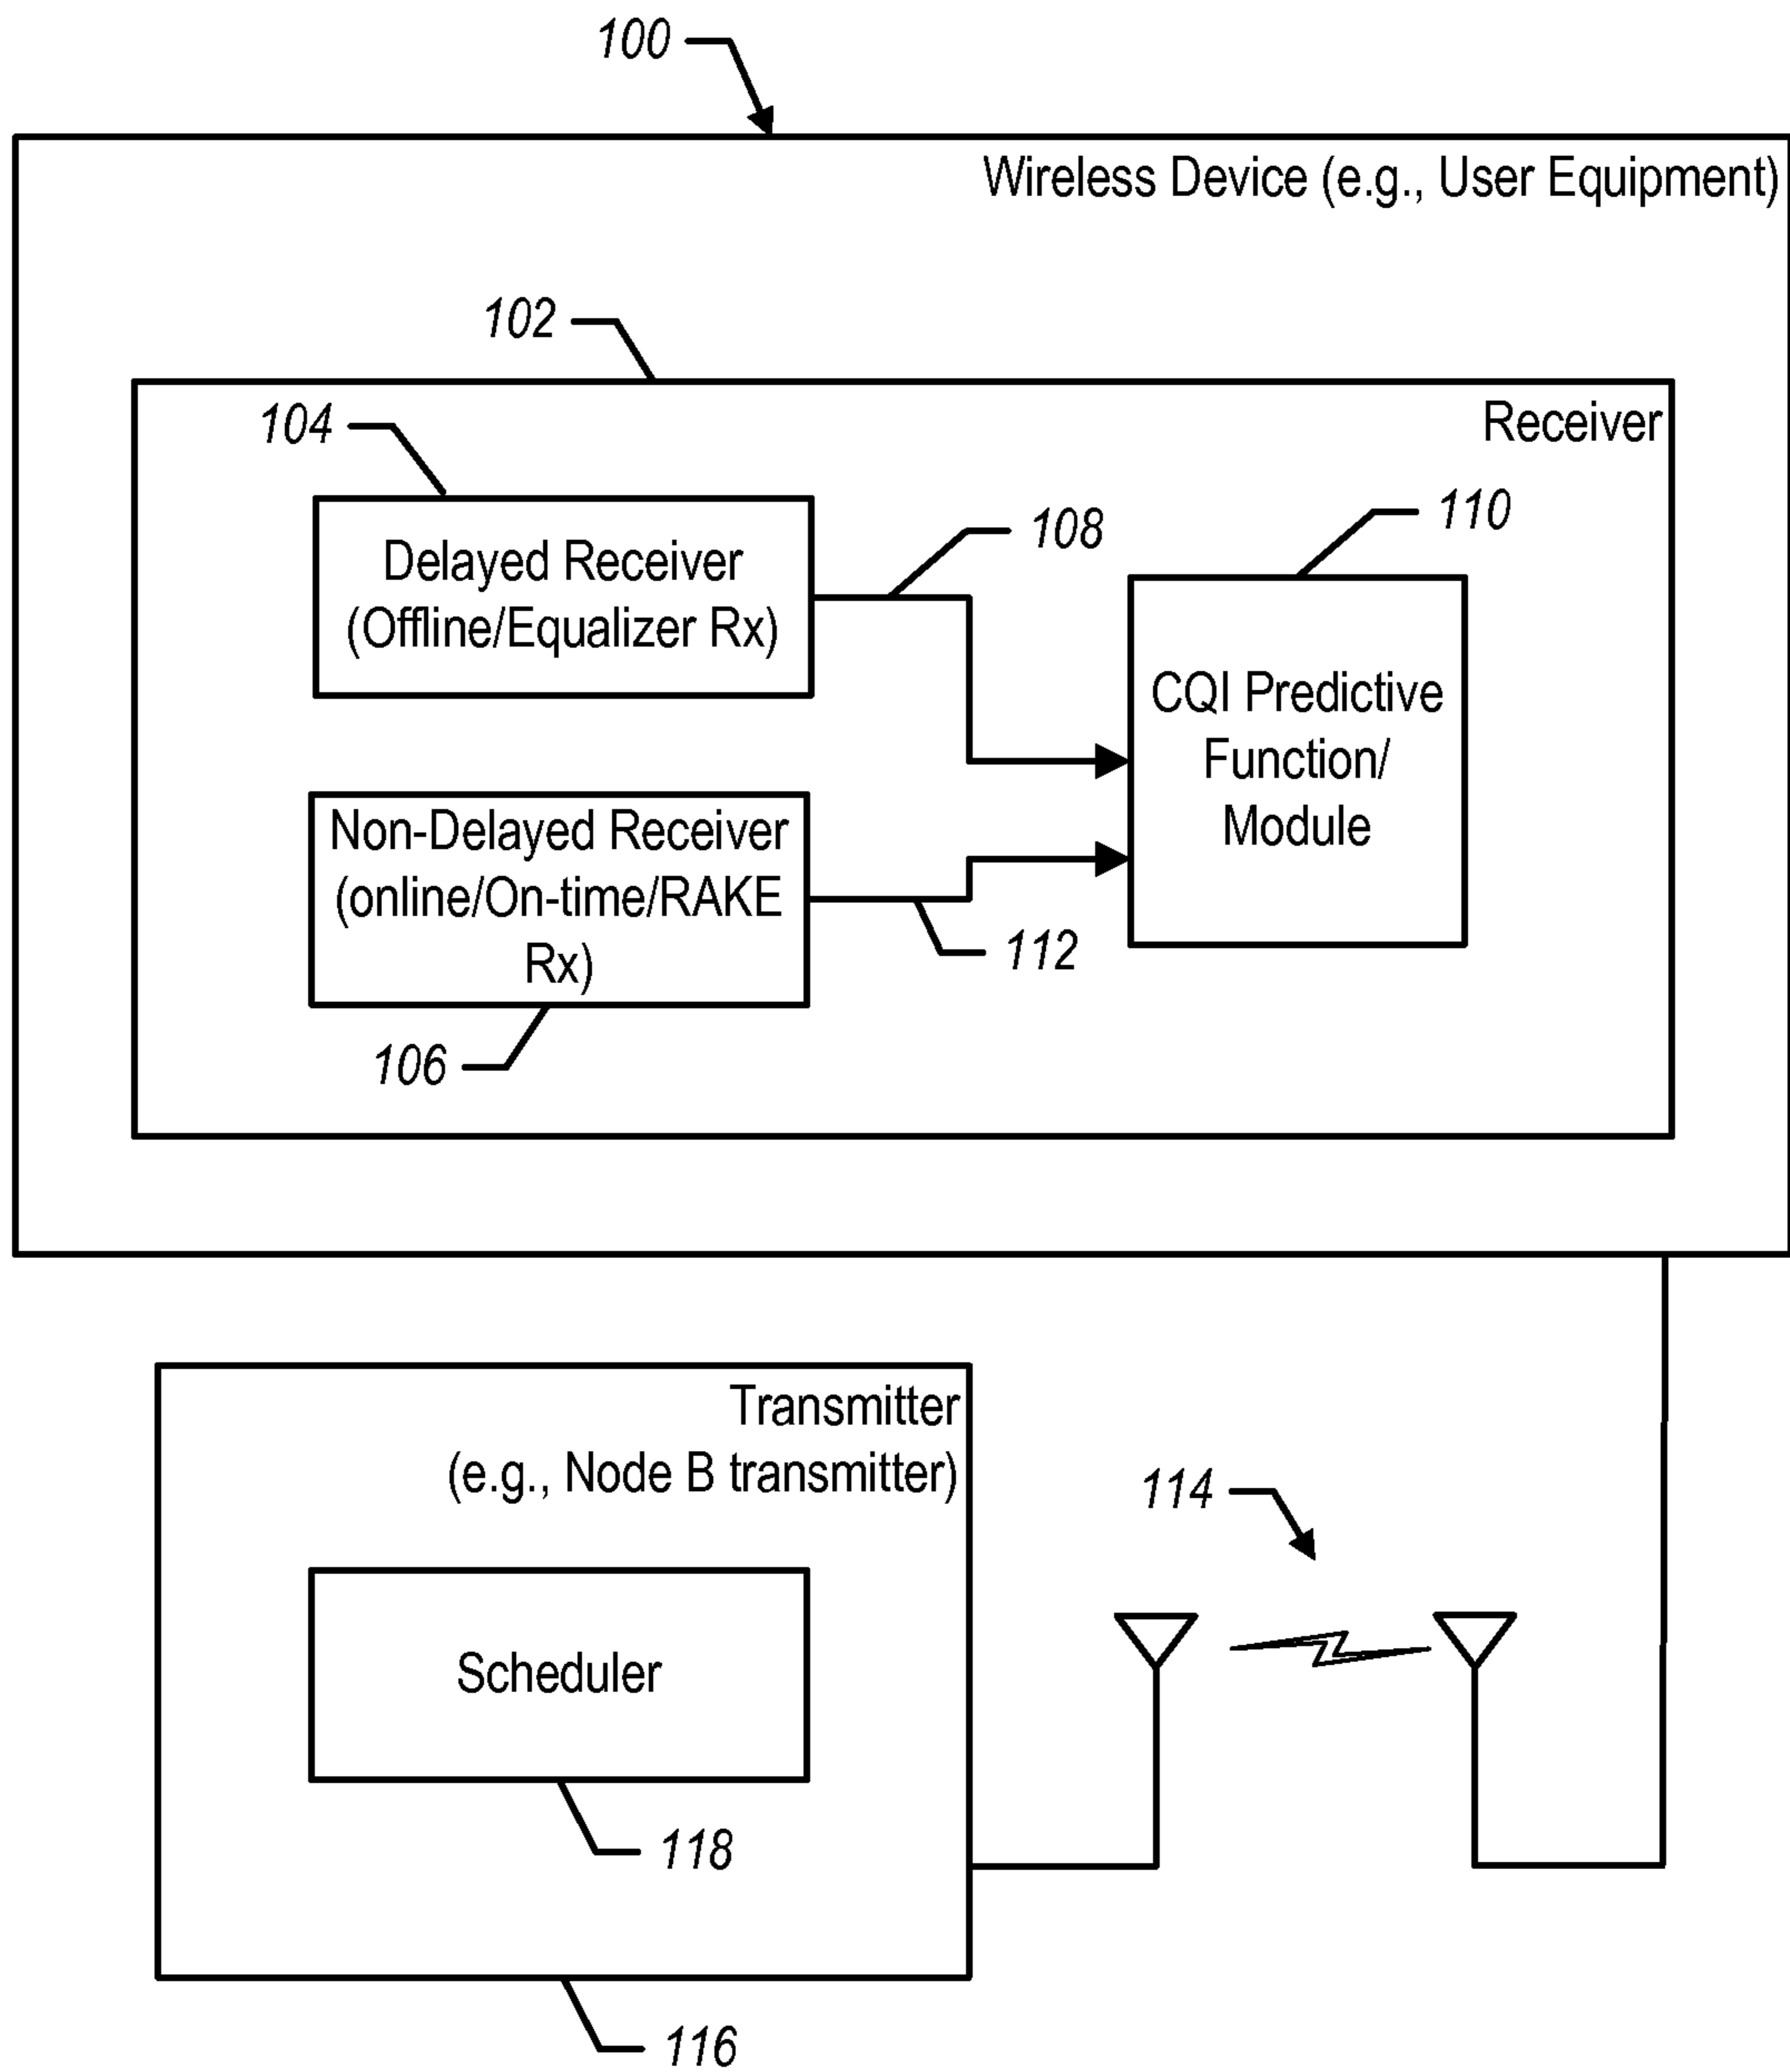 100
Wireless Device (e.g., User Equipment)
102
Receiver
104
108
110
Delayed Receiver
(Offline/Equalizer Rx)
CQI Predictive
Function/
Module
Non-Delayed Receiver
(online/On-time/RAKE
Rx)
112
106
Transmitter
(e.g., Node B transmitter)
114
Scheduler
118
116